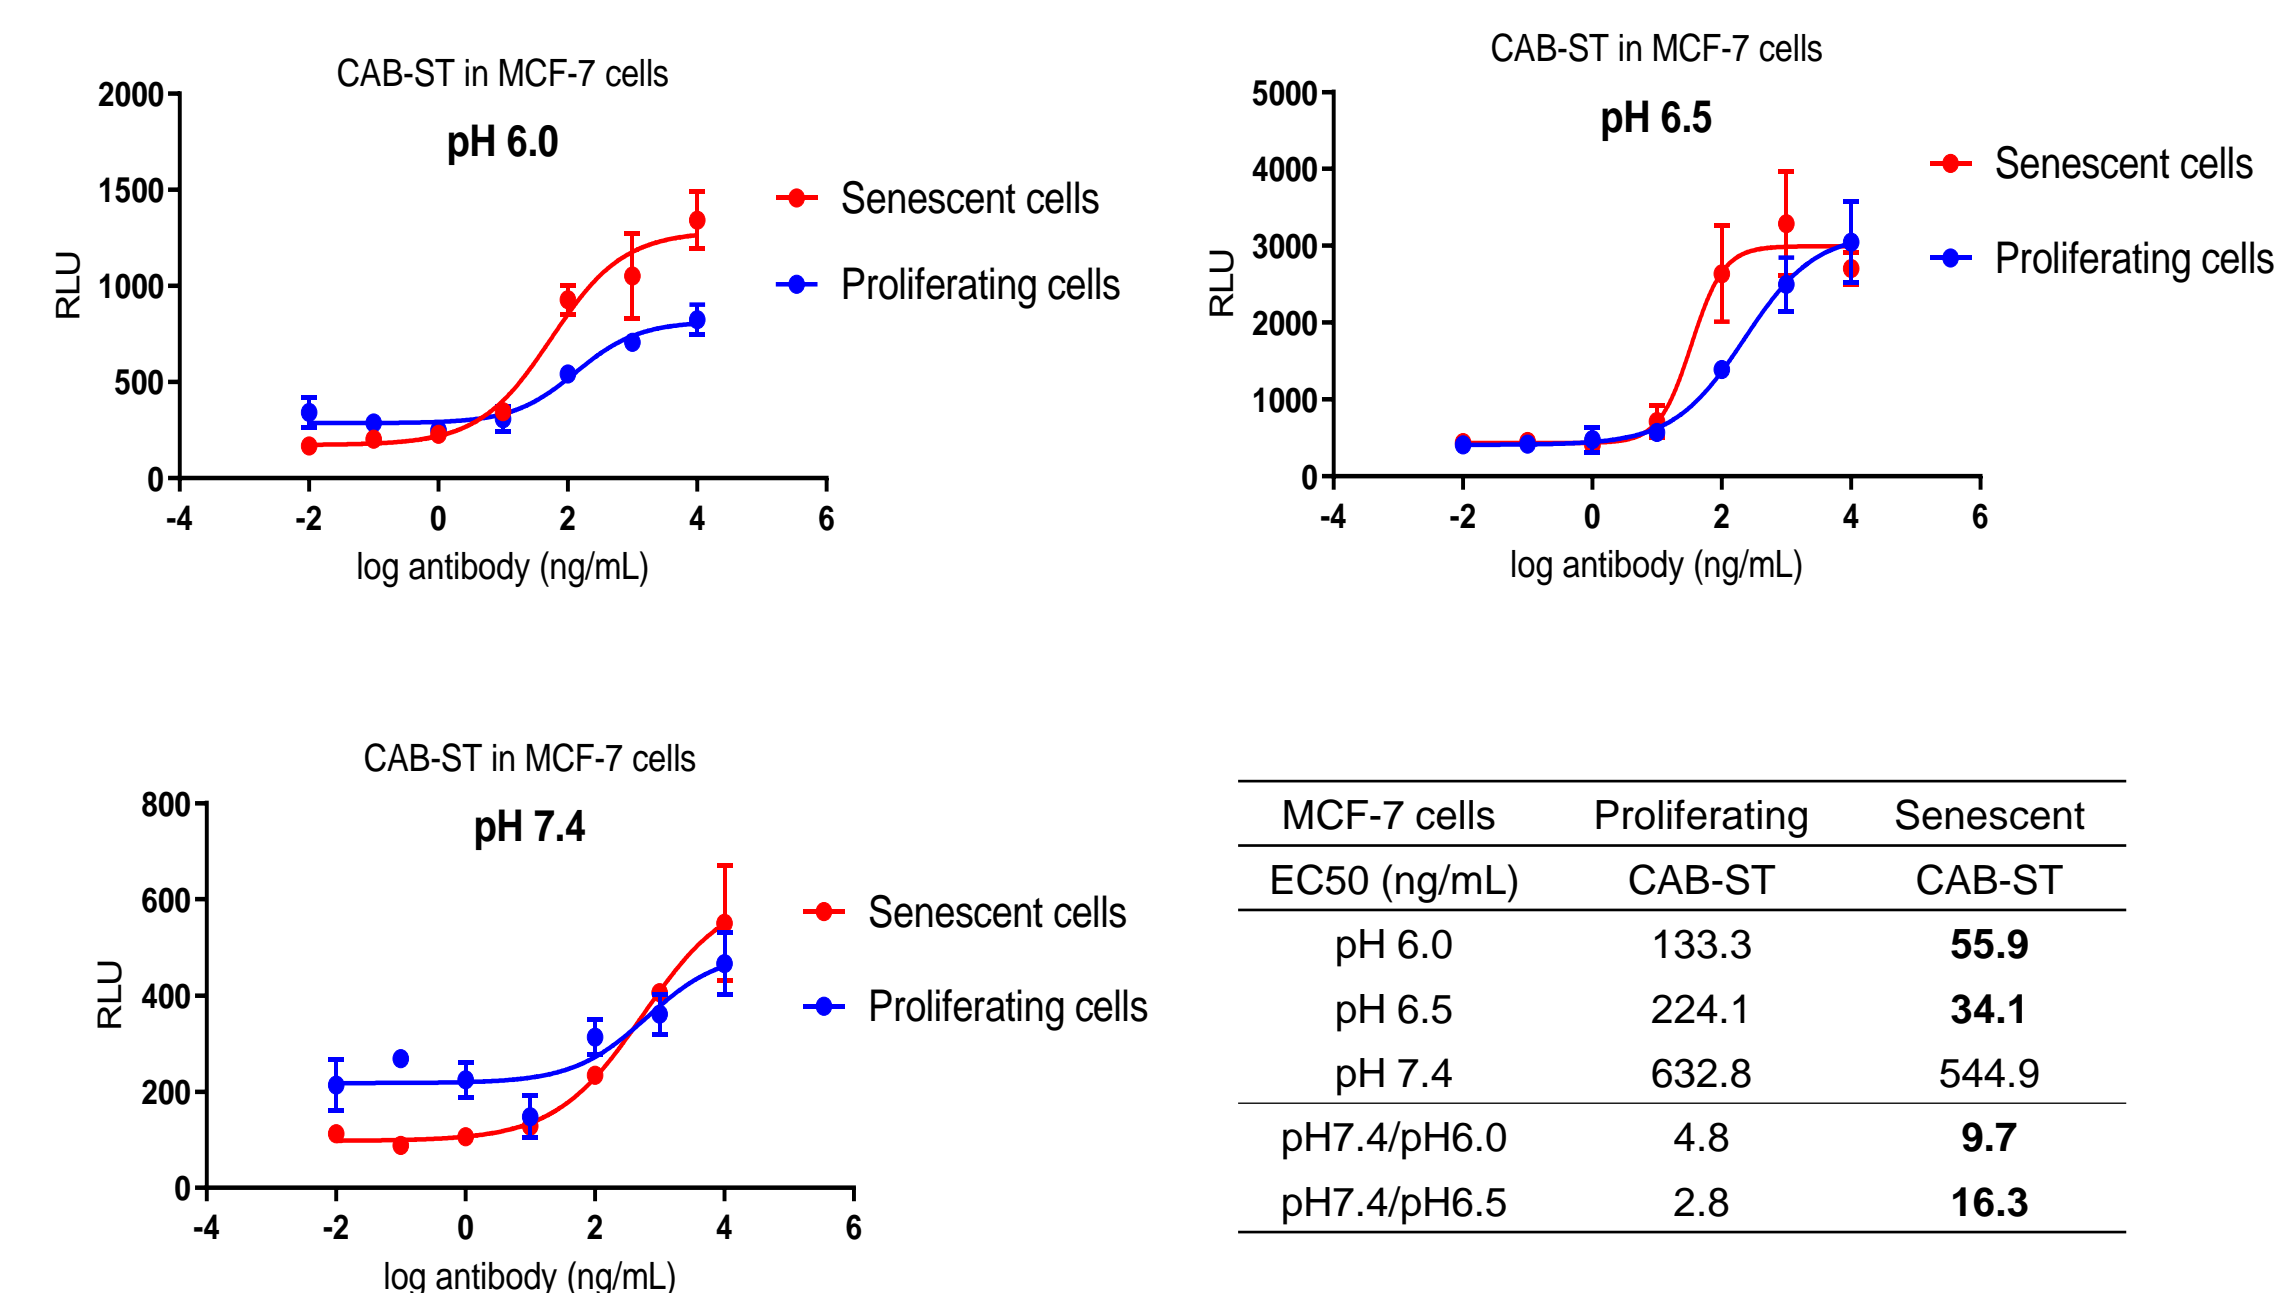 CAB-ST in MCF-7 cells
pH 6.0
2000
1500
1000
500
0
RLU
-4 -2 0 2 4 6
log antibody (ng/mL)
Senescent cells
Proliferating cells
CAB-ST in MCF-7 cells
pH 6.5
5000
4000
3000
2000
1000
0
RLU
-4 -2 0 2 4 6
log antibody (ng/mL)
Senescent cells
Proliferating cells
CAB-ST in MCF-7 cells
pH 7.4
800
600
400
200
0
RLU
-4 -2 0 2 4 6
log antibody (ng/mL)
Senescent cells
Proliferating cells
MCF-7 cells Proliferating Senescent
EC50 (ng/mL) CAB-ST CAB-ST
pH 6.0 133.3 55.9
pH 6.5 224.1 34.1
pH 7.4 632.8 544.9
pH7.4/pH6.0 4.8 9.7
pH7.4/pH6.5 2.8 16.3